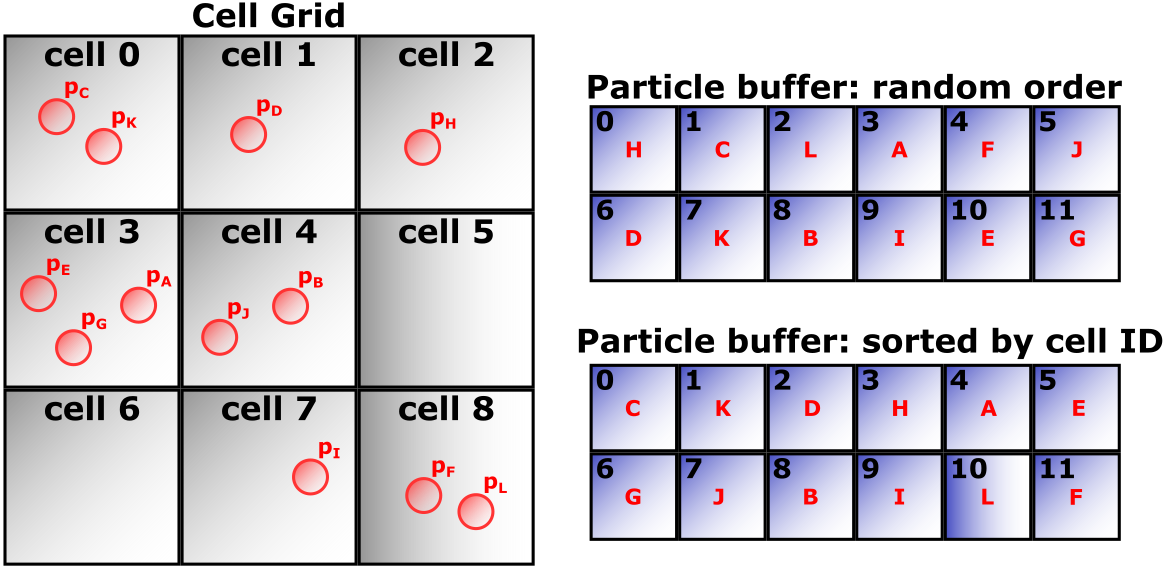 Cell Grid
cell 0 cell 1 cell 2
pC
pK
pD
pH
cell 3 cell 4 cell 5
pE
pA
pG
pB
pJ
cell 6 cell 7 cell 8
pI
pF
pL
Particle buffer: random order
0 1 2 3 4 5
H C L A F J
6 7 8 9 10 11
D K B I E G
Particle buffer: sorted by cell ID
0 1 2 3 4 5
C K D H A E
6 7 8 9 10 11
G J B I L F